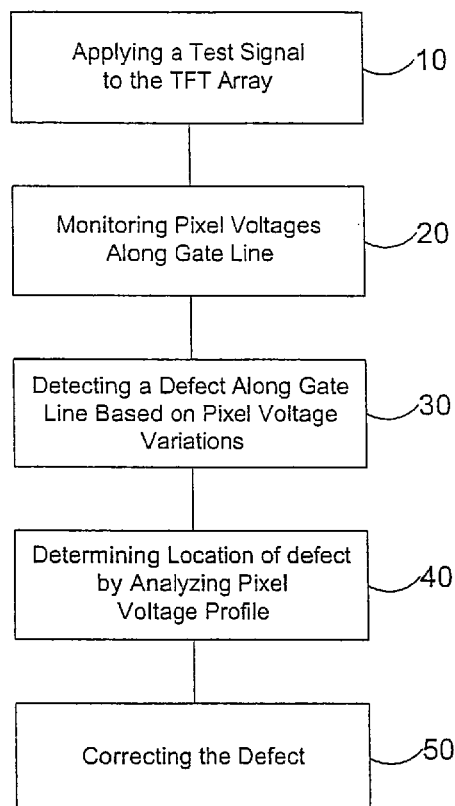 Applying a Test Signal
to the TFT Array
10
Monitoring Pixel Voltages
Along Gate Line
20
Detecting a Defect Along Gate
Line Based on Pixel Voltage
Variations
30
Determining Location of defect
by Analyzing Pixel
Voltage Profile
40
Correcting the Defect
50